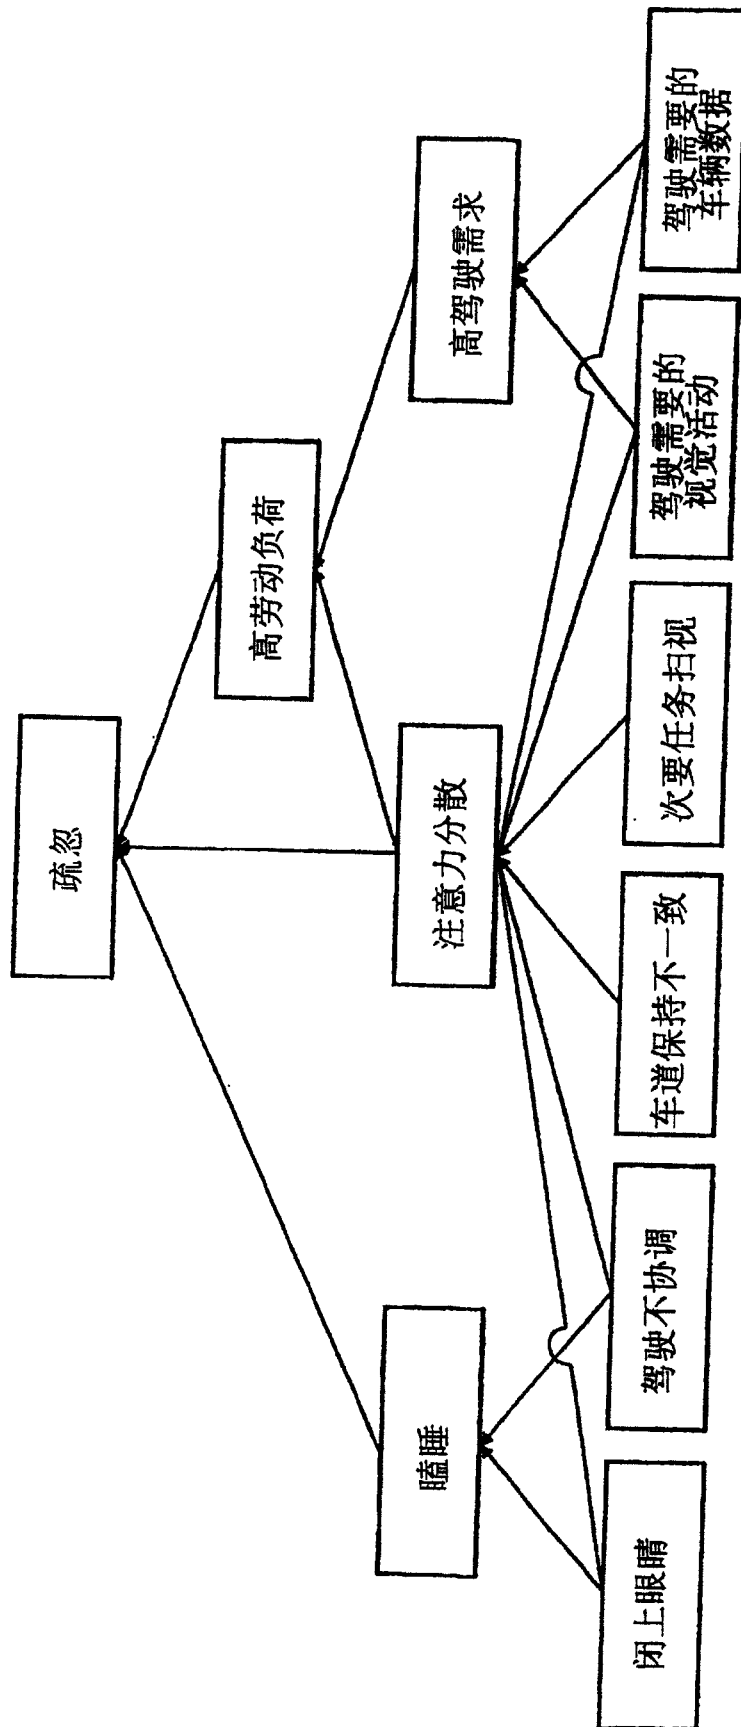 疏忽
高劳动负荷
瞌睡
注意力分散
高驾驶需求
闭上眼睛
驾驶不协调
车道保持不一致
次要任务扫视
驾驶需要的
视觉活动
驾驶需要的
车辆数据